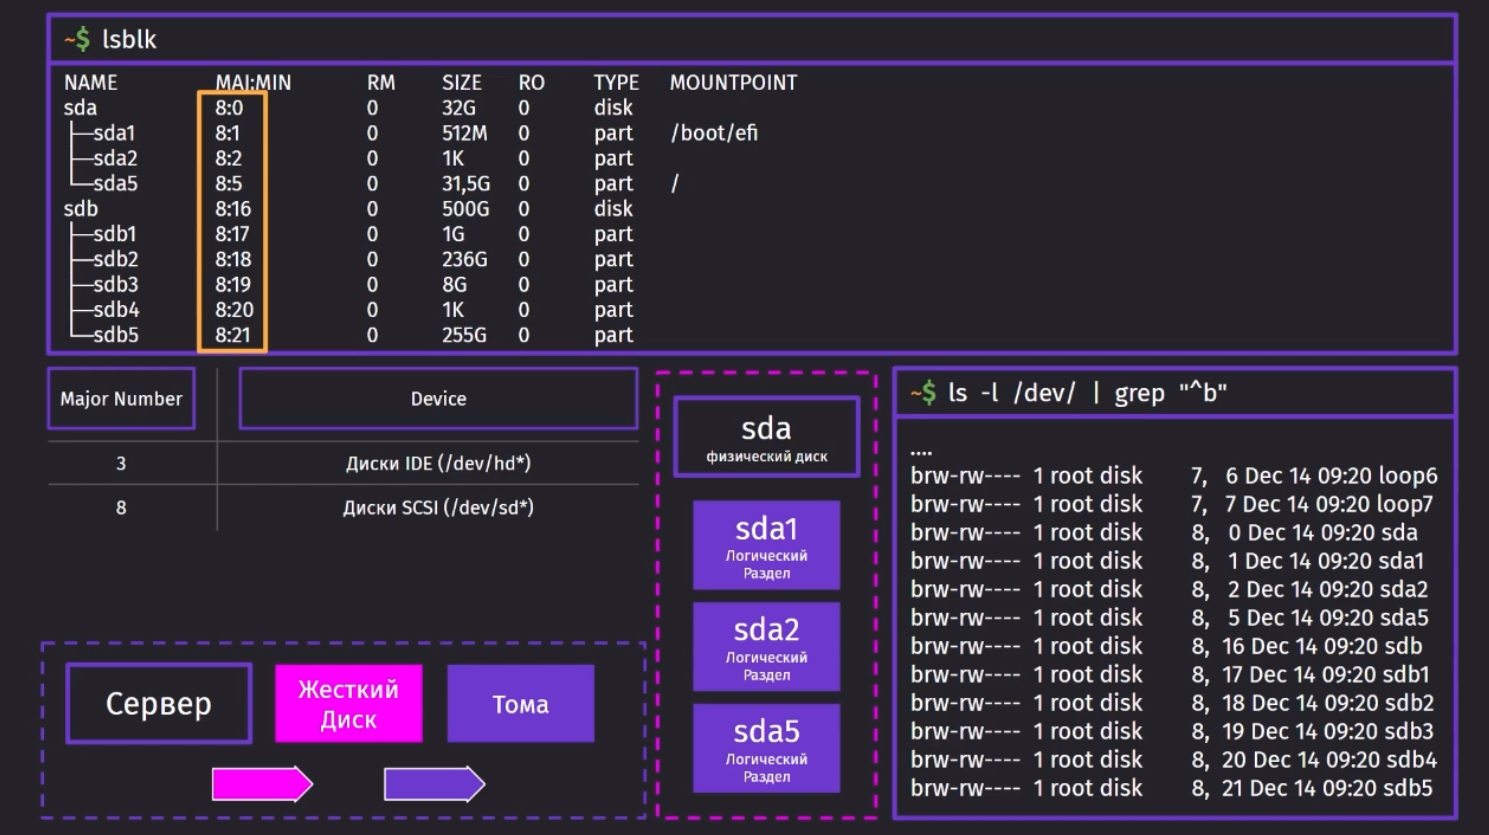 ~$ lsblk
NAME MAJ:MIN RM SIZE RO TYPE MOUNTPOINT
sda 8:0 0 32G 0 disk
├─sda1 8:1 0 512M 0 part /boot/efi
├─sda2 8:2 0 1K 0 part
└─sda5 8:5 0 31,5G 0 part /
sdb 8:16 0 500G 0 disk
├─sdb1 8:17 0 1G 0 part
├─sdb2 8:18 0 236G 0 part
├─sdb3 8:19 0 8G 0 part
├─sdb4 8:20 0 1K 0 part
└─sdb5 8:21 0 255G 0 part
Major Number Device
3 Диски IDE (/dev/hd*)
8 Диски SCSI (/dev/sd*)
Сервер
Жесткий
Диск
Тома
sda
физический диск
sda1
Логический
Раздел
sda2
Логический
Раздел
sda5
Логический
Раздел
~$ ls -l /dev/ | grep "^b"
....
brw-rw---- 1 root disk 7, 6 Dec 14 09:20 loop6
brw-rw---- 1 root disk 7, 7 Dec 14 09:20 loop7
brw-rw---- 1 root disk 8, 0 Dec 14 09:20 sda
brw-rw---- 1 root disk 8, 1 Dec 14 09:20 sda1
brw-rw---- 1 root disk 8, 2 Dec 14 09:20 sda2
brw-rw---- 1 root disk 8, 5 Dec 14 09:20 sda5
brw-rw---- 1 root disk 8, 16 Dec 14 09:20 sdb
brw-rw---- 1 root disk 8, 17 Dec 14 09:20 sdb1
brw-rw---- 1 root disk 8, 18 Dec 14 09:20 sdb2
brw-rw---- 1 root disk 8, 19 Dec 14 09:20 sdb3
brw-rw---- 1 root disk 8, 20 Dec 14 09:20 sdb4
brw-rw---- 1 root disk 8, 21 Dec 14 09:20 sdb5